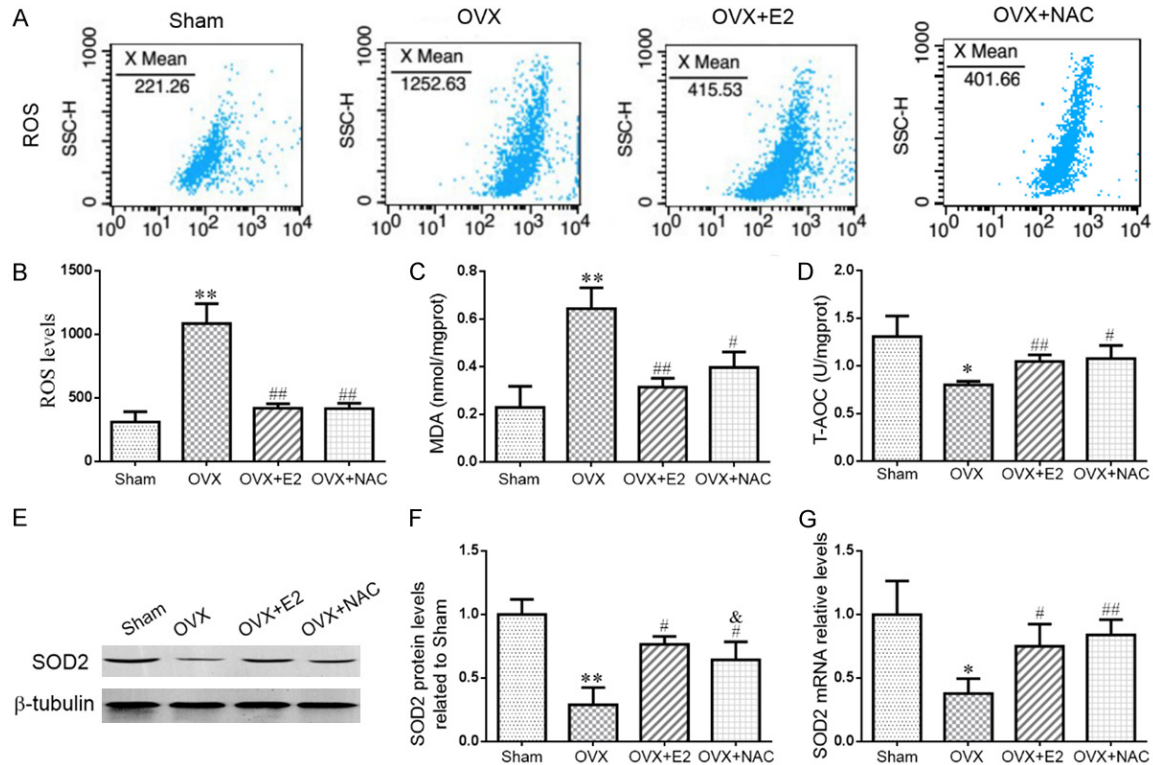 A
Sham
OVX
OVX+E2
OVX+NAC
ROS
SSC-H
1000
0
X Mean
221.26
10⁰ 10¹ 10² 10³ 10⁴
SSC-H
1000
0
X Mean
1252.63
10⁰ 10¹ 10² 10³ 10⁴
SSC-H
1000
0
X Mean
415.53
10⁰ 10¹ 10² 10³ 10⁴
SSC-H
1000
0
X Mean
401.66
10⁰ 10¹ 10² 10³ 10⁴
B
ROS levels
1500
1000
500
0
**
##
##
Sham OVX OVX+E2 OVX+NAC
C
MDA (nmol/mgprot)
0.8
0.6
0.4
0.2
0.0
**
##
#
Sham OVX OVX+E2 OVX+NAC
D
T-AOC (U/mgprot)
2.0
1.5
1.0
0.5
0.0
*
##
#
Sham OVX OVX+E2 OVX+NAC
E
Sham OVX OVX+E2 OVX+NAC
SOD2
β-tubulin
F
SOD2 protein levels
related to Sham
1.5
1.0
0.5
0.0
**
#
&
#
Sham OVX OVX+E2 OVX+NAC
G
SOD2 mRNA relative levels
1.5
1.0
0.5
0.0
*
#
##
Sham OVX OVX+E2 OVX+NAC